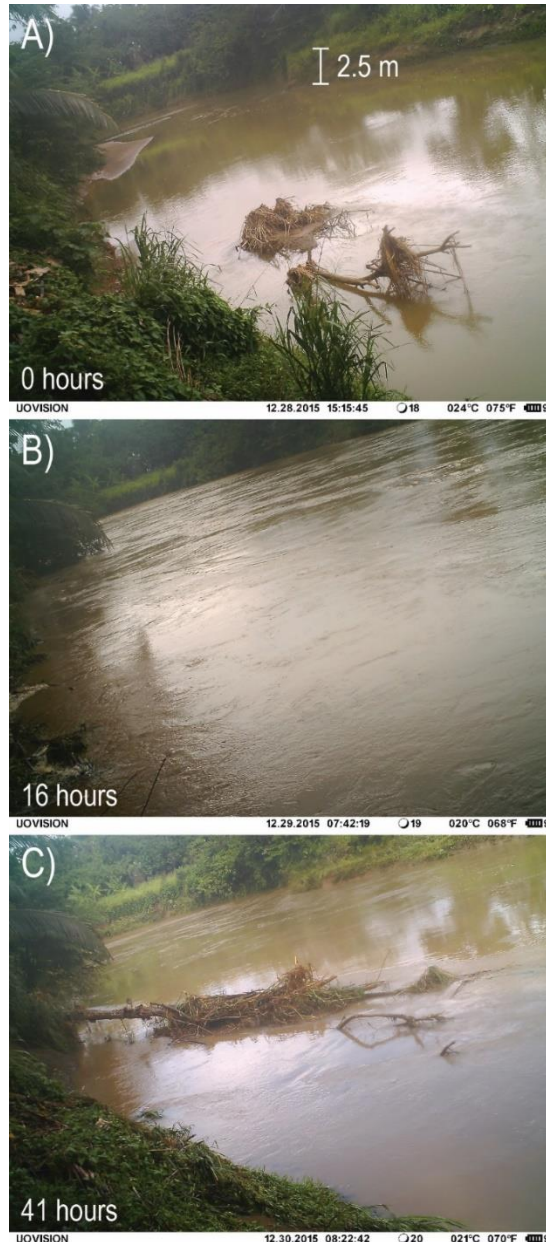 A)
2.5 m
0 hours
UOVISION 12.28.2015 15:15:45 18 024°C 075°F
B)
16 hours
UOVISION 12.29.2015 07:42:19 19 020°C 068°F
C)
41 hours
UOVISION 12.30.2015 08:22:42 20 021°C 070°F